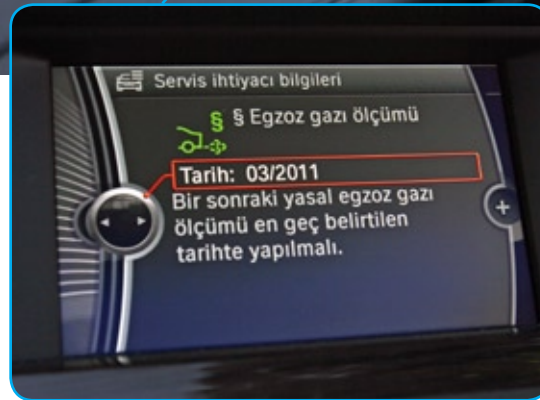 Servis ihtiyacı bilgileri
§ § Egzoz gazı ölçümü
Tarih: 03/2011
Bir sonraki yasal egzoz gazı
ölçümü en geç belirtilen
tarihte yapılmalı.